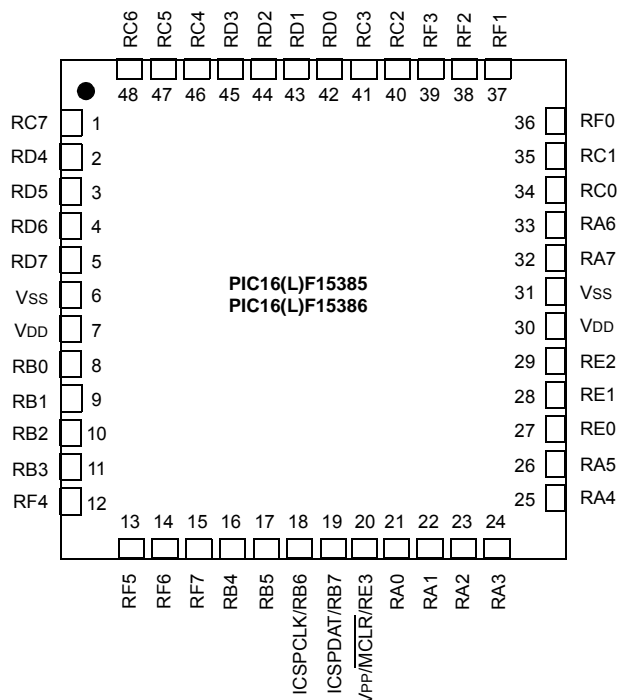 RC6 RC5 RC4 RD3 RD2 RD1 RD0 RC3 RC2 RF3 RF2 RF1
48 47 46 45 44 43 42 41 40 39 38 37
RC7 1
RD4 2
RD5 3
RD6 4
RD7 5
VSS 6
VDD 7
RB0 8
RB1 9
RB2 10
RB3 11
RF4 12
PIC16(L)F15385
PIC16(L)F15386
36 RF0
35 RC1
34 RC0
33 RA6
32 RA7
31 VSS
30 VDD
29 RE2
28 RE1
27 RE0
26 RA5
25 RA4
13 14 15 16 17 18 19 20 21 22 23 24
RF5 RF6 RF7 RB4 RB5 ICSPCLK/RB6 ICSPDAT/RB7 VPP/MCLR/RE3 RA0 RA1 RA2 RA3